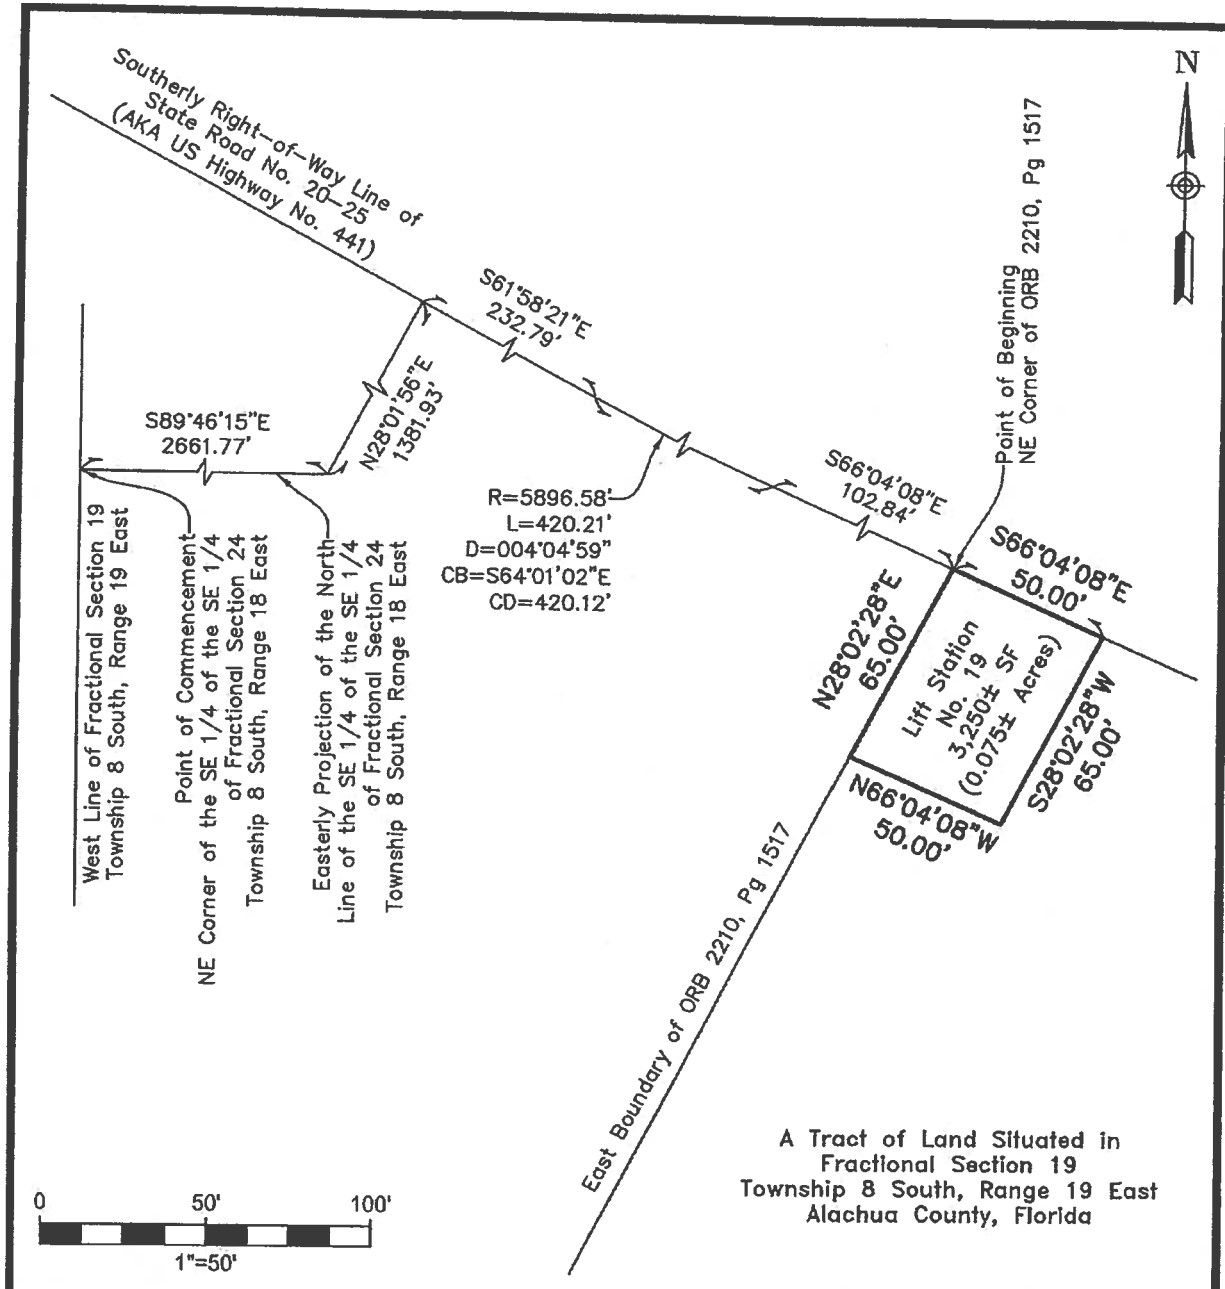 Southerly Right-of-Way Line of
State Road No. 20-25
(AKA US Highway No. 441)
N
S61°58'21"E
232.79'
Point of Beginning
NE Corner of ORB 2210, Pg 1517
S89°46'15"E
2661.77'
N28°01'56"E
1381.93'
R=5896.58'
L=420.21'
D=004°04'59"
CB=S64°01'02"E
CD=420.12'
S66°04'08"E
102.84'
S66°04'08"E
50.00'
N28°02'28"E
65.00'
Lift Station
No. 19
3,250± SF
(0.075± Acres)
S28°02'28"W
65.00'
N66°04'08"W
50.00'
West Line of Fractional Section 19
Township 8 South, Range 19 East
Point of Commencement
NE Corner of the SE 1/4 of the SE 1/4
of Fractional Section 24
Township 8 South, Range 18 East
Easterly Projection of the North
Line of the SE 1/4 of the SE 1/4
of Fractional Section 24
Township 8 South, Range 18 East
East Boundary of ORB 2210, Pg 1517
A Tract of Land Situated in
Fractional Section 19
Township 8 South, Range 19 East
Alachua County, Florida
0 50' 100'
1"=50'